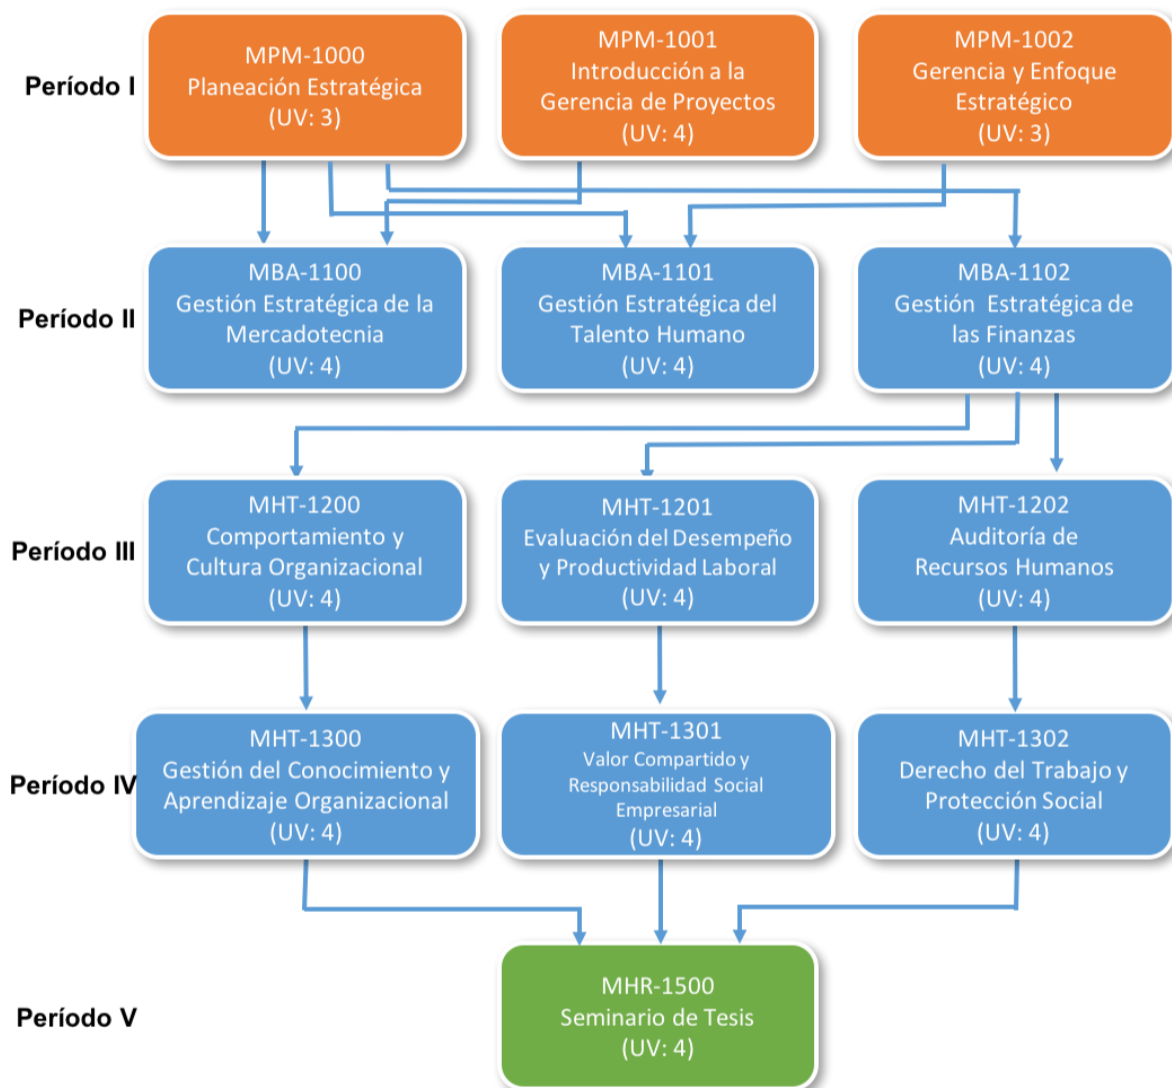 Período I
MPM-1000
Planeación Estratégica
(UV: 3)
MPM-1001
Introducción a la
Gerencia de Proyectos
(UV: 4)
MPM-1002
Gerencia y Enfoque
Estratégico
(UV: 3)
Período II
MBA-1100
Gestión Estratégica de la
Mercadotecnia
(UV: 4)
MBA-1101
Gestión Estratégica del
Talento Humano
(UV: 4)
MBA-1102
Gestión Estratégica de
las Finanzas
(UV: 4)
Período III
MHT-1200
Comportamiento y
Cultura Organizacional
(UV: 4)
MHT-1201
Evaluación del Desempeño
y Productividad Laboral
(UV: 4)
MHT-1202
Auditoría de
Recursos Humanos
(UV: 4)
Período IV
MHT-1300
Gestión del Conocimiento y
Aprendizaje Organizacional
(UV: 4)
MHT-1301
Valor Compartido y
Responsabilidad Social
Empresarial
(UV: 4)
MHT-1302
Derecho del Trabajo y
Protección Social
(UV: 4)
Período V
MHR-1500
Seminario de Tesis
(UV: 4)